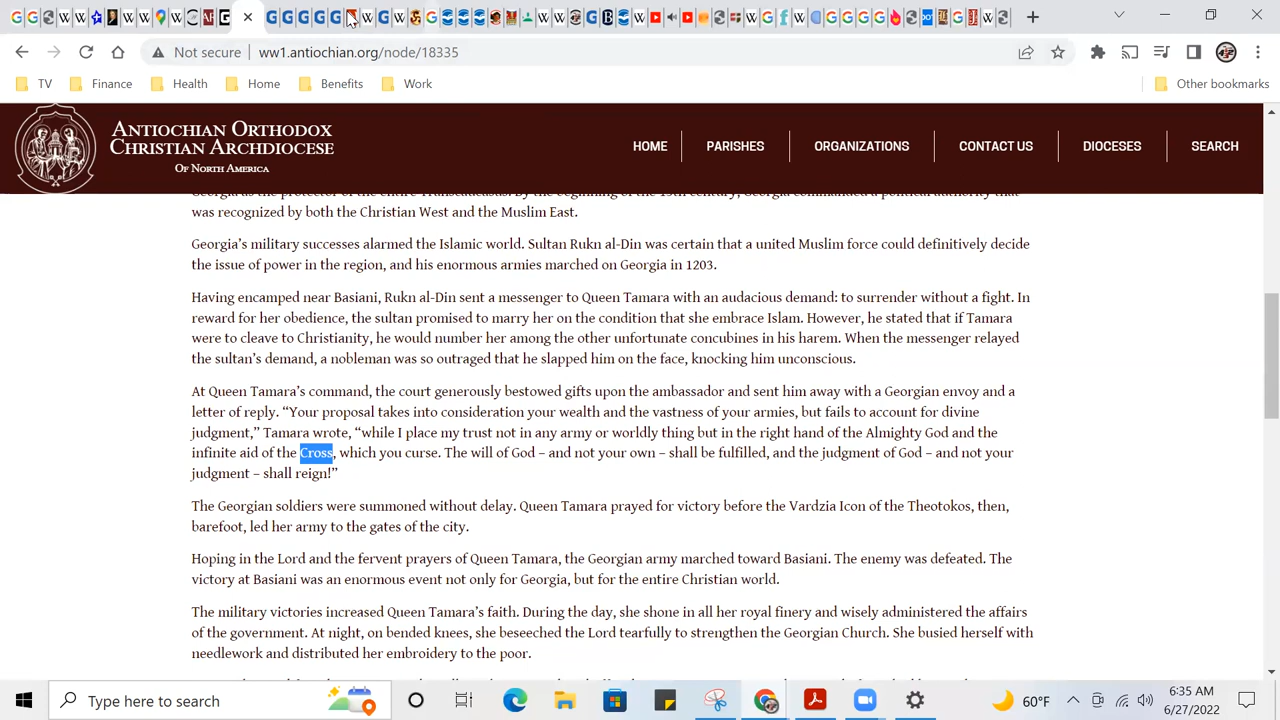 Not secure ww1.antiochian.org/node/18335
TV Finance Health Home Benefits Work Other bookmarks
ANTIOCHIAN ORTHODOX
CHRISTIAN ARCHDIOCESE
OF NORTH AMERICA
HOME PARISHES ORGANIZATIONS CONTACT US DIOCESES SEARCH
was recognized by both the Christian West and the Muslim East.
Georgia’s military successes alarmed the Islamic world. Sultan Rukn al-Din was certain that a united Muslim force could definitively decide
the issue of power in the region, and his enormous armies marched on Georgia in 1203.
Having encamped near Basiani, Rukn al-Din sent a messenger to Queen Tamara with an audacious demand: to surrender without a fight. In
reward for her obedience, the sultan promised to marry her on the condition that she embrace Islam. However, he stated that if Tamara
were to cleave to Christianity, he would number her among the other unfortunate concubines in his harem. When the messenger relayed
the sultan’s demand, a nobleman was so outraged that he slapped him on the face, knocking him unconscious.
At Queen Tamara’s command, the court generously bestowed gifts upon the ambassador and sent him away with a Georgian envoy and a
letter of reply. “Your proposal takes into consideration your wealth and the vastness of your armies, but fails to account for divine
judgment,” Tamara wrote, “while I place my trust not in any army or worldly thing but in the right hand of the Almighty God and the
infinite aid of the Cross, which you curse. The will of God – and not your own – shall be fulfilled, and the judgment of God – and not your
judgment – shall reign!”
The Georgian soldiers were summoned without delay. Queen Tamara prayed for victory before the Vardzia Icon of the Theotokos, then,
barefoot, led her army to the gates of the city.
Hoping in the Lord and the fervent prayers of Queen Tamara, the Georgian army marched toward Basiani. The enemy was defeated. The
victory at Basiani was an enormous event not only for Georgia, but for the entire Christian world.
The military victories increased Queen Tamara’s faith. During the day, she shone in all her royal finery and wisely administered the affairs
of the government. At night, on bended knees, she beseeched the Lord tearfully to strengthen the Georgian Church. She busied herself with
needlework and distributed her embroidery to the poor.
Type here to search
60°F
6:35 AM
6/27/2022